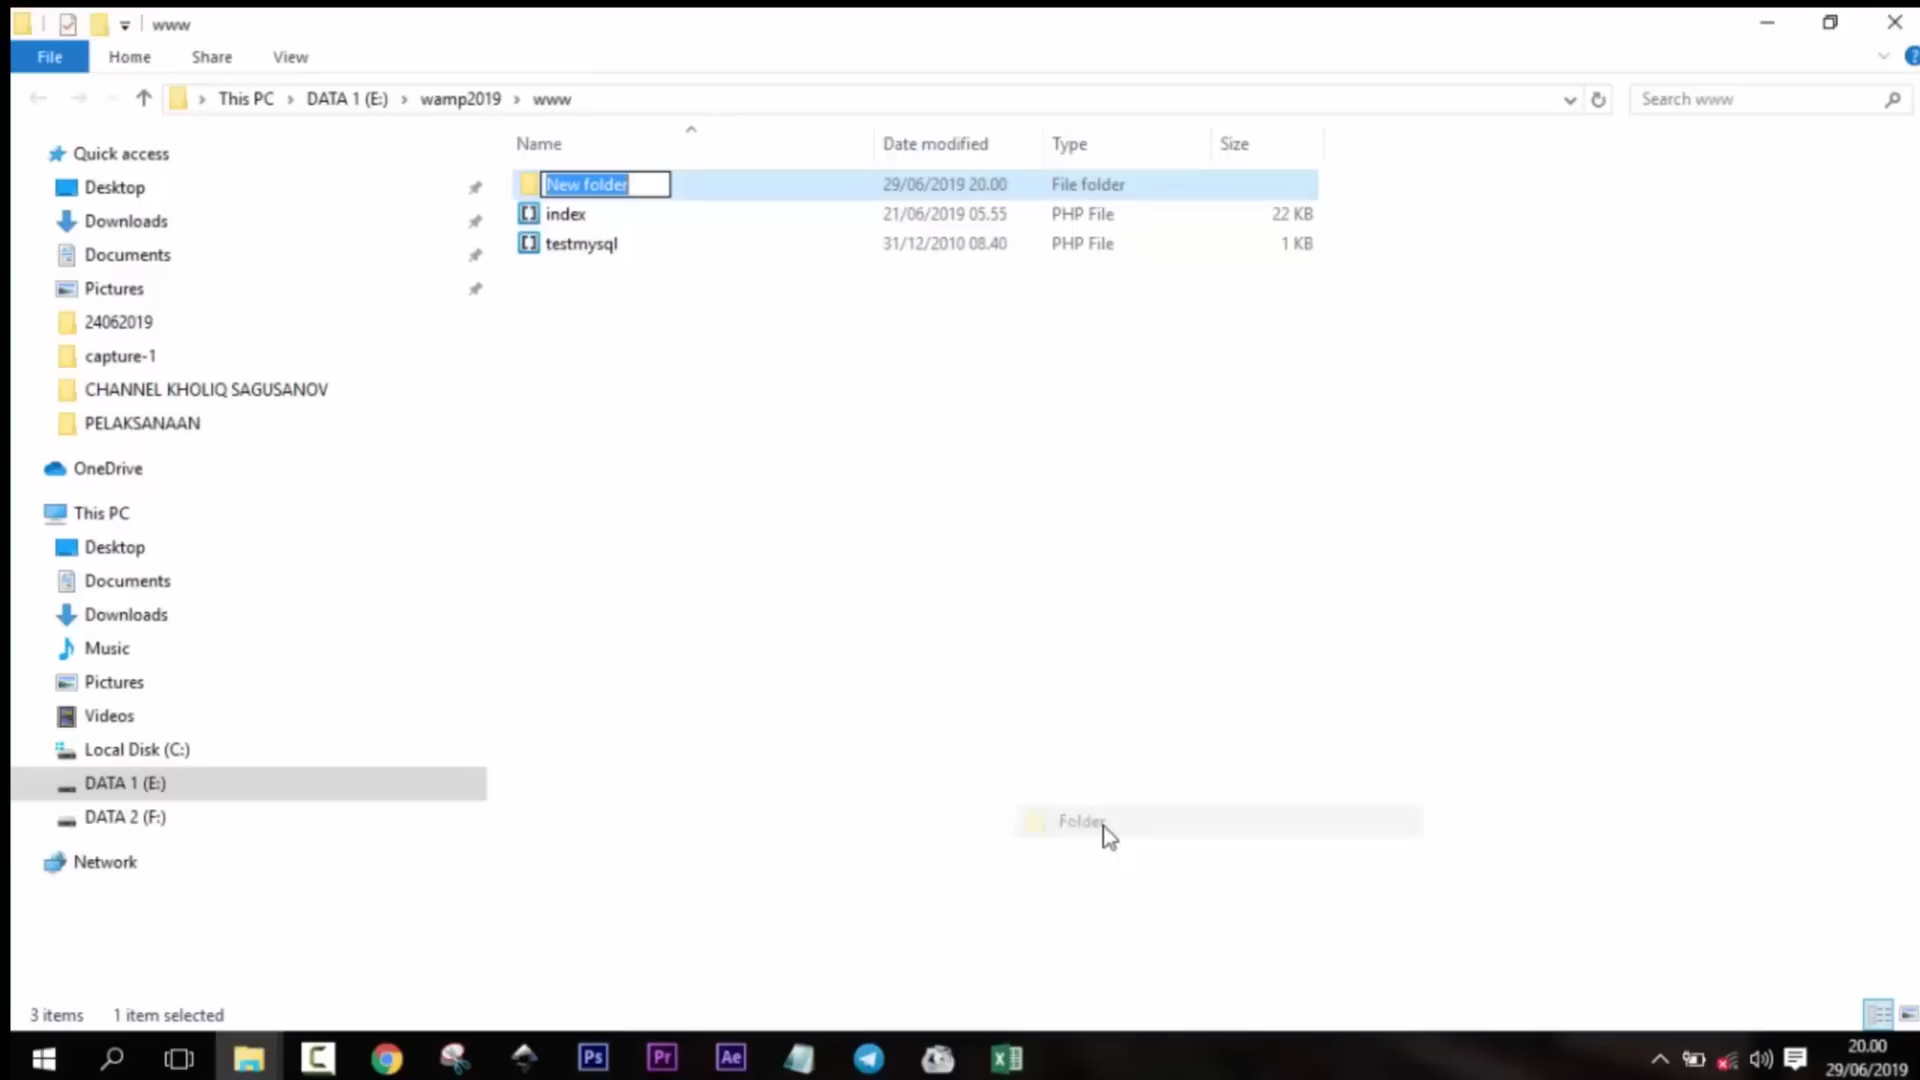 www
File Home Share View
This PC DATA 1 (E:) wamp2019 www
Search www
Name Date modified Type Size
New folder 29/06/2019 20.00 File folder
index 21/06/2019 05.55 PHP File 22 KB
testmysql 31/12/2010 08.40 PHP File 1 KB
Quick access
Desktop
Downloads
Documents
Pictures
24062019
capture-1
CHANNEL KHOLIQ SAGUSANOV
PELAKSANAAN
OneDrive
This PC
Desktop
Documents
Downloads
Music
Pictures
Videos
Local Disk (C:)
DATA 1 (E:)
DATA 2 (F:)
Network
Folder
3 items 1 item selected
Ps Pr Ae
20.00
29/06/2019